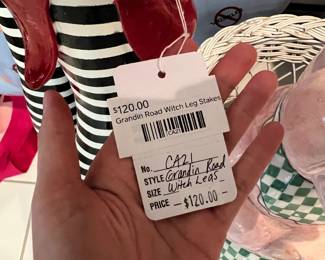 $120.00
Grandin Road Witch Leg Stakes
CA21
No. CA21
STYLE Grandin Road
SIZE Witch Legs
PRICE — $120.00 —